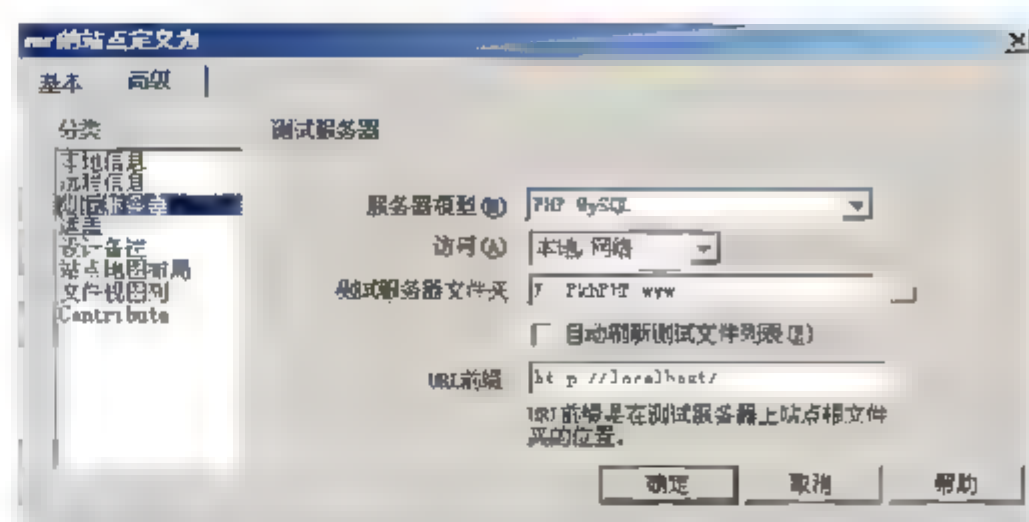 的站点定义为
基本 高级
分类
测试服务器
本地信息
远程信息
测试服务器
遮盖
设计备注
站点地图布局
文件视图列
Contribute
服务器模型(M) PHP MySQL
访问(A) 本地/网络
测试服务器文件夹
自动刷新测试文件列表(R)
URL前缀 http://localhost/
URL前缀是在测试服务器上站点根文件
夹的位置。
确定 取消 帮助